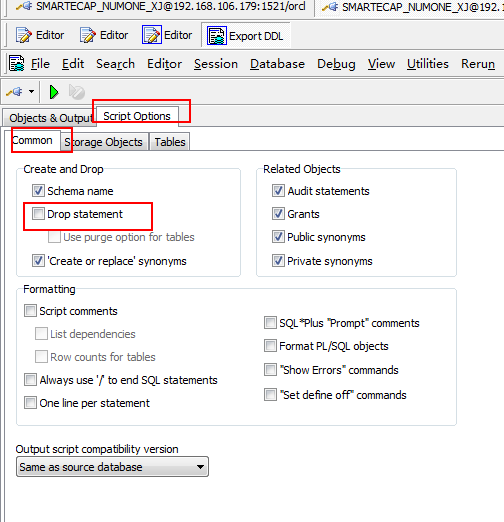 SMARTECAP_NUMONE_XJ@192.168.106.179:1521/orcl SMARTECAP_NUMONE_XJ@192.1
Editor Editor Editor Export DDL
File Edit Search Editor Session Database Debug View Utilities Rerun
Objects & Output Script Options
Common Storage Objects Tables
Create and Drop
Schema name
Drop statement
Use purge option for tables
'Create or replace' synonyms
Related Objects
Audit statements
Grants
Public synonyms
Private synonyms
Formatting
Script comments
List dependencies
Row counts for tables
Always use '/' to end SQL statements
One line per statement
SQL*Plus "Prompt" comments
Format PL/SQL objects
"Show Errors" commands
"Set define off" commands
Output script compatibility version
Same as source database